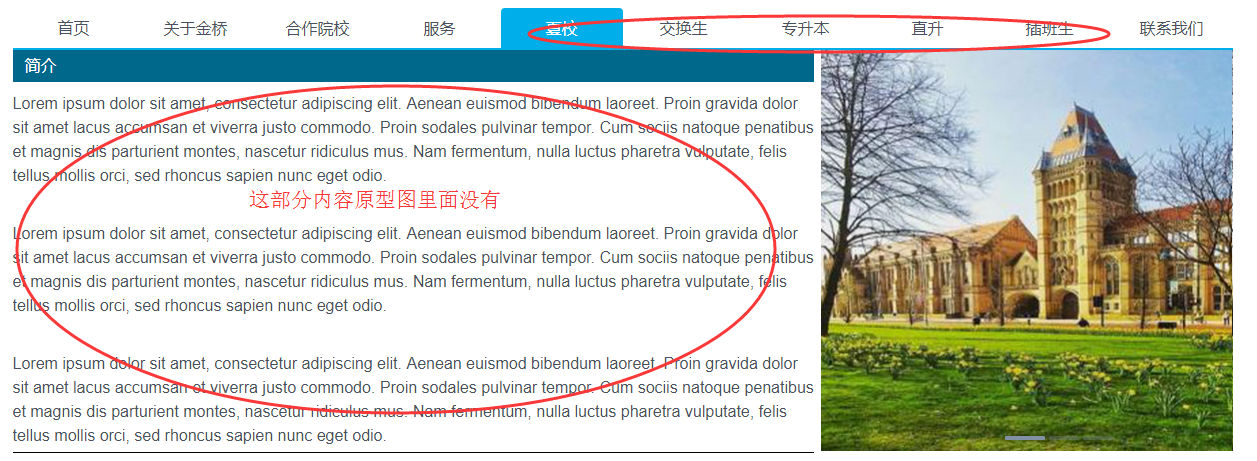 首页 关于金桥 合作院校 服务 夏校 交换生 专升本 直升 插班生 联系我们
简介
Lorem ipsum dolor sit amet, consectetur adipiscing elit. Aenean euismod bibendum laoreet. Proin gravida dolor
sit amet lacus accumsan et viverra justo commodo. Proin sodales pulvinar tempor. Cum sociis natoque penatibus
et magnis dis parturient montes, nascetur ridiculus mus. Nam fermentum, nulla luctus pharetra vulputate, felis
tellus mollis orci, sed rhoncus sapien nunc eget odio.
这部分内容原型图里面没有
Lorem ipsum dolor sit amet, consectetur adipiscing elit. Aenean euismod bibendum laoreet. Proin gravida dolor
sit amet lacus accumsan et viverra justo commodo. Proin sodales pulvinar tempor. Cum sociis natoque penatibus
et magnis dis parturient montes, nascetur ridiculus mus. Nam fermentum, nulla luctus pharetra vulputate, felis
tellus mollis orci, sed rhoncus sapien nunc eget odio.
Lorem ipsum dolor sit amet, consectetur adipiscing elit. Aenean euismod bibendum laoreet. Proin gravida dolor
sit amet lacus accumsan et viverra justo commodo. Proin sodales pulvinar tempor. Cum sociis natoque penatibus
et magnis dis parturient montes, nascetur ridiculus mus. Nam fermentum, nulla luctus pharetra vulputate, felis
tellus mollis orci, sed rhoncus sapien nunc eget odio.